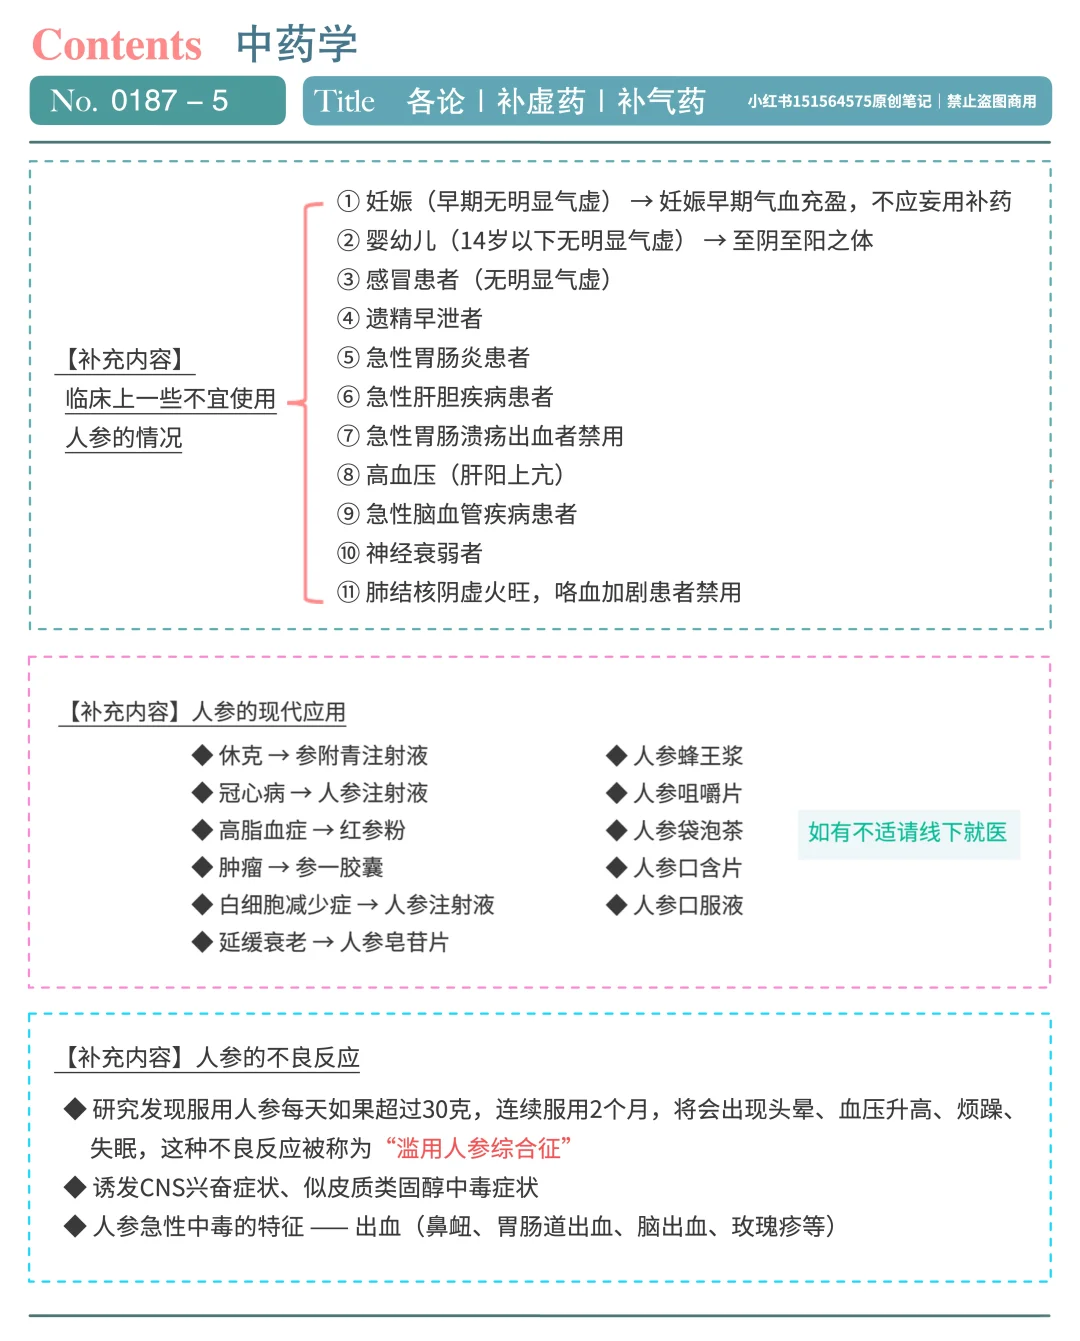 Contents 中药学
No. 0187 – 5
Title 各论 | 补虚药 | 补气药 小红书151564575原创笔记 | 禁止盗图商用
【补充内容】
临床上一些不宜使用
人参的情况
① 妊娠（早期无明显气虚） → 妊娠早期气血充盈，不应妄用补药
② 婴幼儿（14岁以下无明显气虚） → 至阴至阳之体
③ 感冒患者（无明显气虚）
④ 遗精早泄者
⑤ 急性胃肠炎患者
⑥ 急性肝胆疾病患者
⑦ 急性胃肠溃疡出血者禁用
⑧ 高血压（肝阳上亢）
⑨ 急性脑血管疾病患者
⑩ 神经衰弱者
⑪ 肺结核阴虚火旺，咯血加剧患者禁用
【补充内容】人参的现代应用
◆ 休克 → 参附青注射液
◆ 冠心病 → 人参注射液
◆ 高脂血症 → 红参粉
◆ 肿瘤 → 参一胶囊
◆ 白细胞减少症 → 人参注射液
◆ 延缓衰老 → 人参皂苷片
◆ 人参蜂王浆
◆ 人参咀嚼片
◆ 人参袋泡茶
◆ 人参口含片
◆ 人参口服液
如有不适请线下就医
【补充内容】人参的不良反应
◆ 研究发现服用人参每天如果超过30克，连续服用2个月，将会出现头晕、血压升高、烦躁、
失眠，这种不良反应被称为“滥用人参综合征”
◆ 诱发CNS兴奋症状、似皮质类固醇中毒症状
◆ 人参急性中毒的特征 —— 出血（鼻衄、胃肠道出血、脑出血、玫瑰疹等）